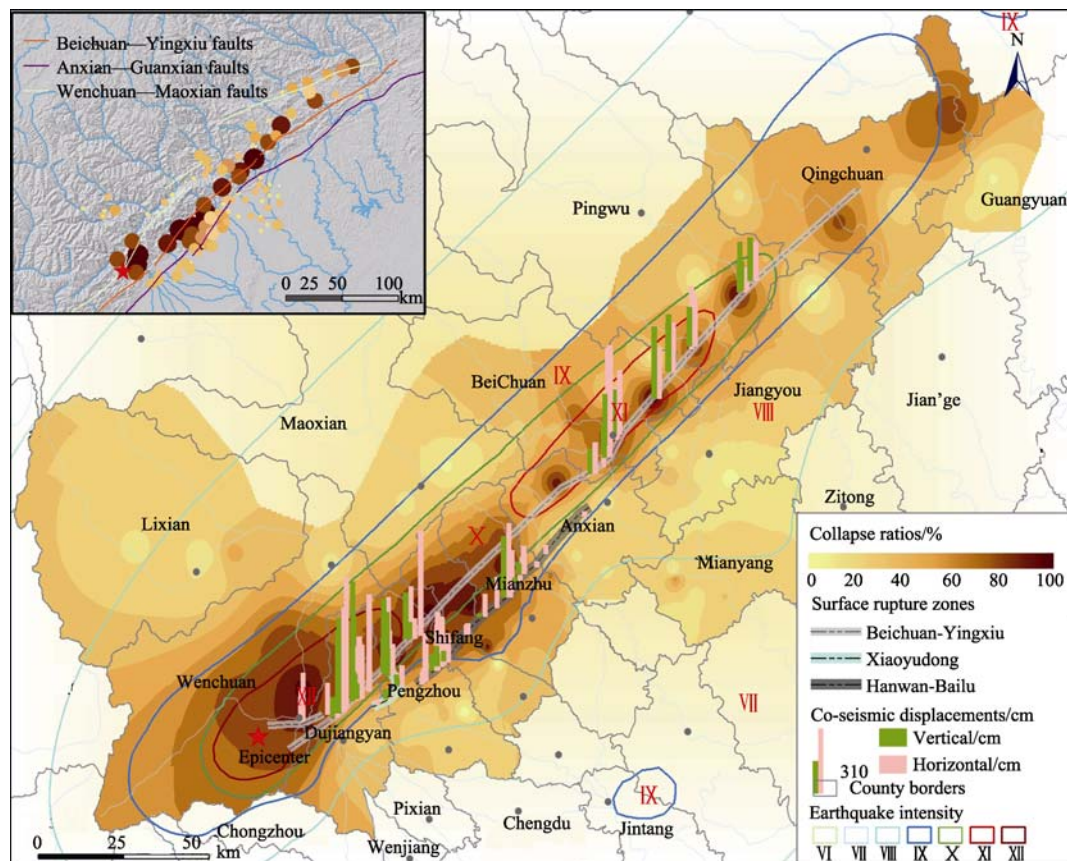 Beichuan—Yingxiu faults
Anxian—Guanxian faults
Wenchuan—Maoxian faults
0 25 50 100
km
IX
N
Qingchuan
Guangyuan
Pingwu
BeiChuan
IX
Jiangyou
VIII
Jian'ge
Maoxian
XI
Zitong
Lixian
Anxian
X
Mianyang
Mianzhu
Shifang
Wenchuan
XII
Pengzhou
VII
Dujiangyan
Epicenter
IX
Pixian
Chengdu
Jintang
Chongzhou
Wenjiang
0 25 50
km
Collapse ratios/%
0 20 40 60 80 100
Surface rupture zones
Beichuan-Yingxiu
Xiaoyudong
Hanwan-Bailu
Co-seismic displacements/cm
Vertical/cm
Horizontal/cm
310
County borders
Earthquake intensity
VI VII VIII IX X XI XII